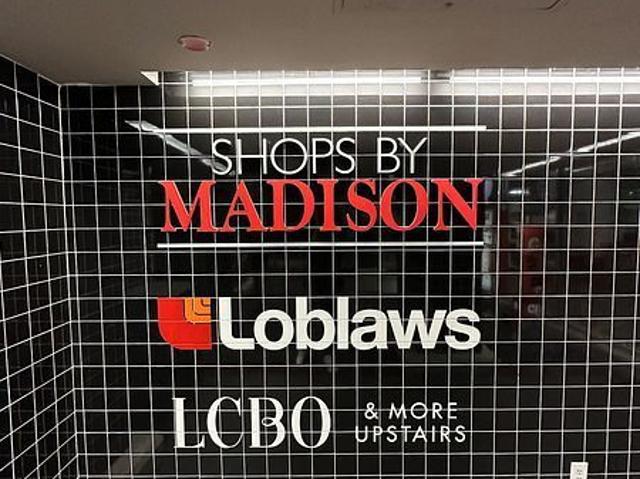 SHOPS BY
MADISON
Loblaws
LCBO & MORE
UPSTAIRS